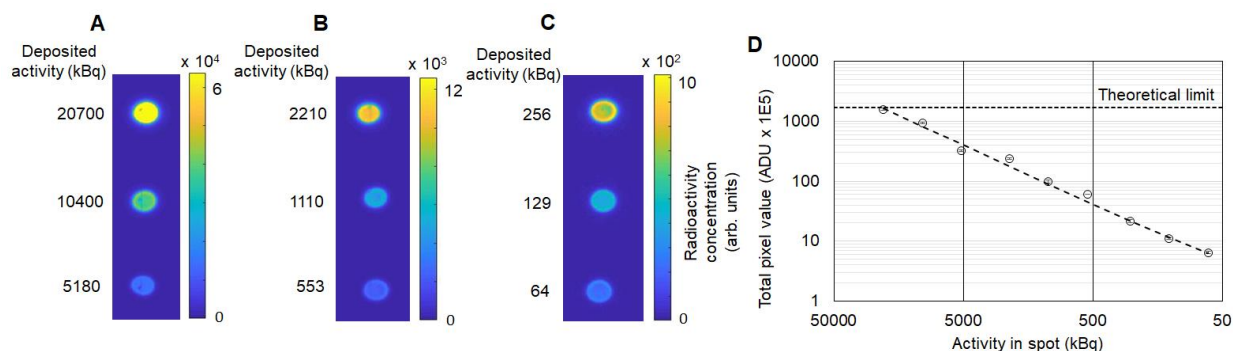 A
Deposited
activity (kBq)
x 10⁴
6
20700
10400
5180
0
B
Deposited
activity (kBq)
x 10³
12
2210
1110
553
0
C
Deposited
activity (kBq)
x 10²
10
256
129
64
0
Radioactivity
concentration
(arb. units)
D
Total pixel value (ADU x 1E5)
10000
1000
100
10
1
Theoretical limit
50000 5000 500 50
Activity in spot (kBq)